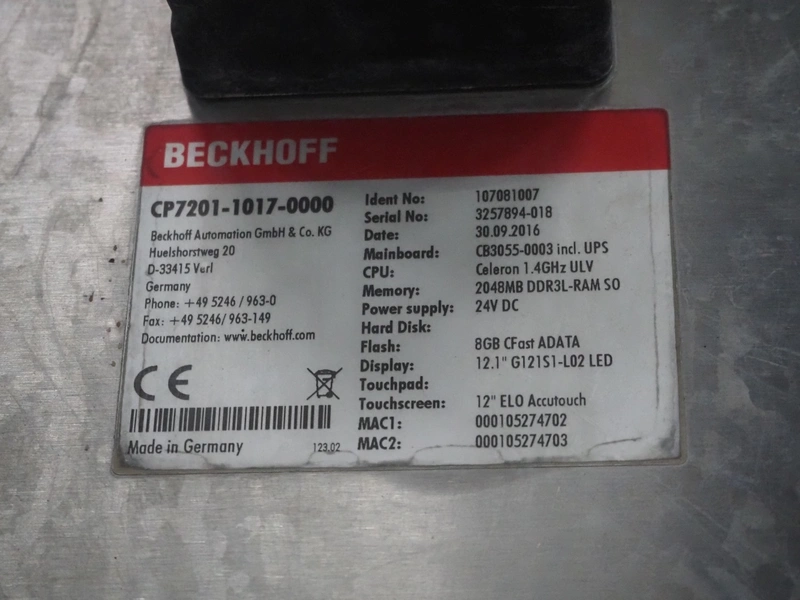 BECKHOFF
CP7201-1017-0000
Beckhoff Automation GmbH & Co. KG
Huelshorstweg 20
D-33415 Verl
Germany
Phone: +49 5246 / 963-0
Fax: +49 5246/ 963-149
Documentation: www.beckhoff.com
CE
Made in Germany
123.02
Ident No: 107081007
Serial No: 3257894-018
Date: 30.09.2016
Mainboard: CB3055-0003 incl. UPS
CPU: Celeron 1.4GHz ULV
Memory: 2048MB DDR3L-RAM SO
Power supply: 24V DC
Hard Disk:
Flash: 8GB CFast ADATA
Display: 12.1" G121S1-L02 LED
Touchpad:
Touchscreen: 12" ELO Accutouch
MAC1: 000105274702
MAC2: 000105274703